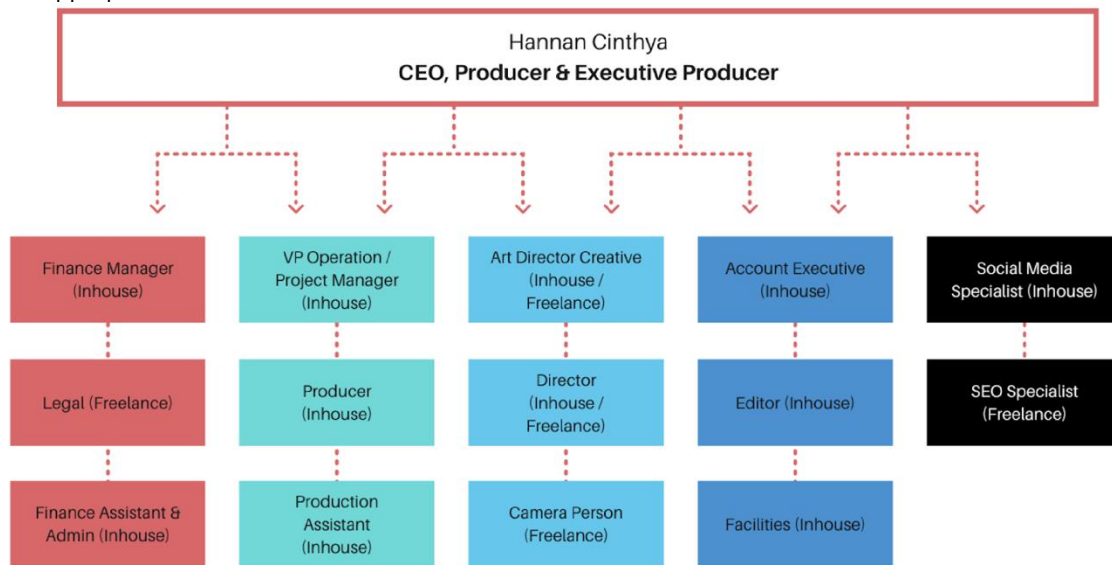 Hannan Cinthya
CEO, Producer & Executive Producer
Finance Manager
(Inhouse)
VP Operation /
Project Manager
(Inhouse)
Art Director Creative
(Inhouse /
Freelance)
Account Executive
(Inhouse)
Social Media
Specialist (Inhouse)
Legal (Freelance)
Producer
(Inhouse)
Director
(Inhouse /
Freelance)
Editor (Inhouse)
SEO Specialist
(Freelance)
Finance Assistant &
Admin (Inhouse)
Production
Assistant
(Inhouse)
Camera Person
(Freelance)
Facilities (Inhouse)